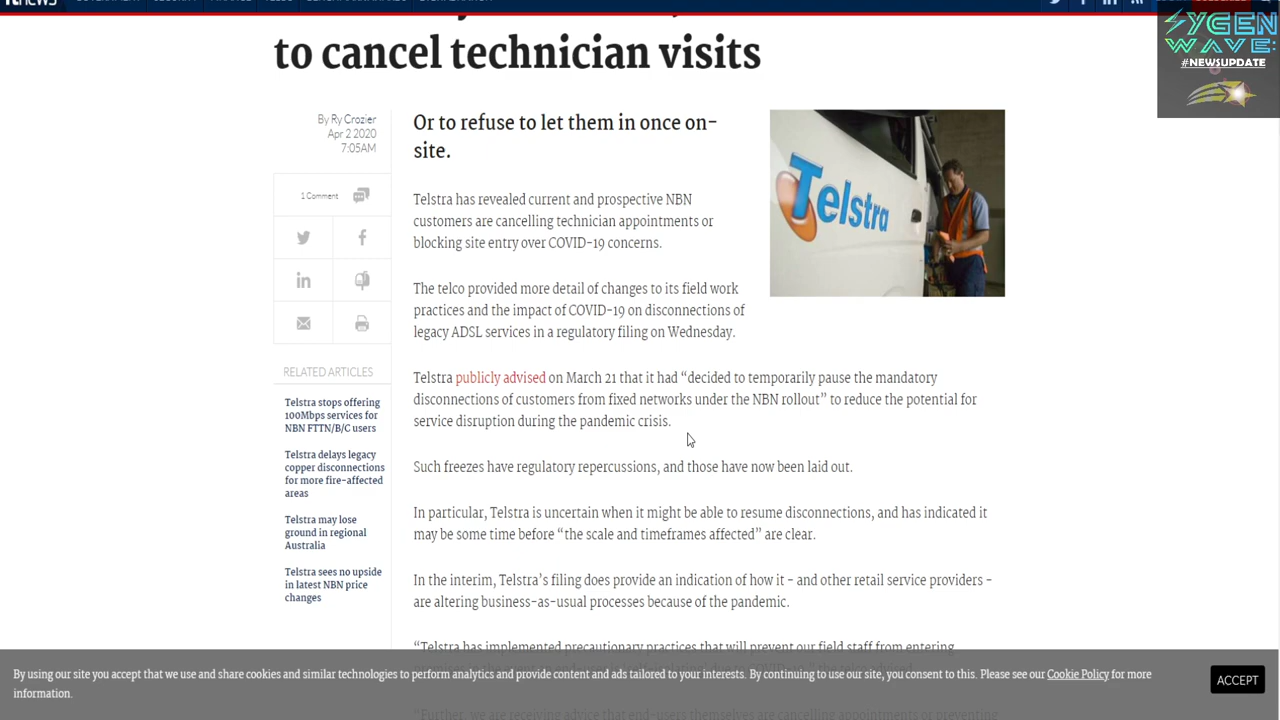 itnews
SYGEN
WAVE:
#NEWSUPDATE
to cancel technician visits
By Ry Crozier
Apr 2 2020
7:05AM
1 Comment
RELATED ARTICLES
Telstra stops offering
100Mbps services for
NBN FTTN/B/C users
Telstra delays legacy
copper disconnections
for more fire-affected
areas
Telstra may lose
ground in regional
Australia
Telstra sees no upside
in latest NBN price
changes
Or to refuse to let them in once on-
site.
Telstra
Telstra has revealed current and prospective NBN
customers are cancelling technician appointments or
blocking site entry over COVID-19 concerns.
The telco provided more detail of changes to its field work
practices and the impact of COVID-19 on disconnections of
legacy ADSL services in a regulatory filing on Wednesday.
Telstra publicly advised on March 21 that it had “decided to temporarily pause the mandatory
disconnections of customers from fixed networks under the NBN rollout” to reduce the potential for
service disruption during the pandemic crisis.
Such freezes have regulatory repercussions, and those have now been laid out.
In particular, Telstra is uncertain when it might be able to resume disconnections, and has indicated it
may be some time before “the scale and timeframes affected” are clear.
In the interim, Telstra’s filing does provide an indication of how it - and other retail service providers -
are altering business-as-usual processes because of the pandemic.
“Telstra has implemented precautionary practices that will prevent our field staff from entering
“Further, we are receiving advice that end-users themselves are cancelling appointments or preventing
By using our site you accept that we use and share cookies and similar technologies to perform analytics and provide content and ads tailored to your interests. By continuing to use our site, you consent to this. Please see our Cookie Policy for more
information.
ACCEPT